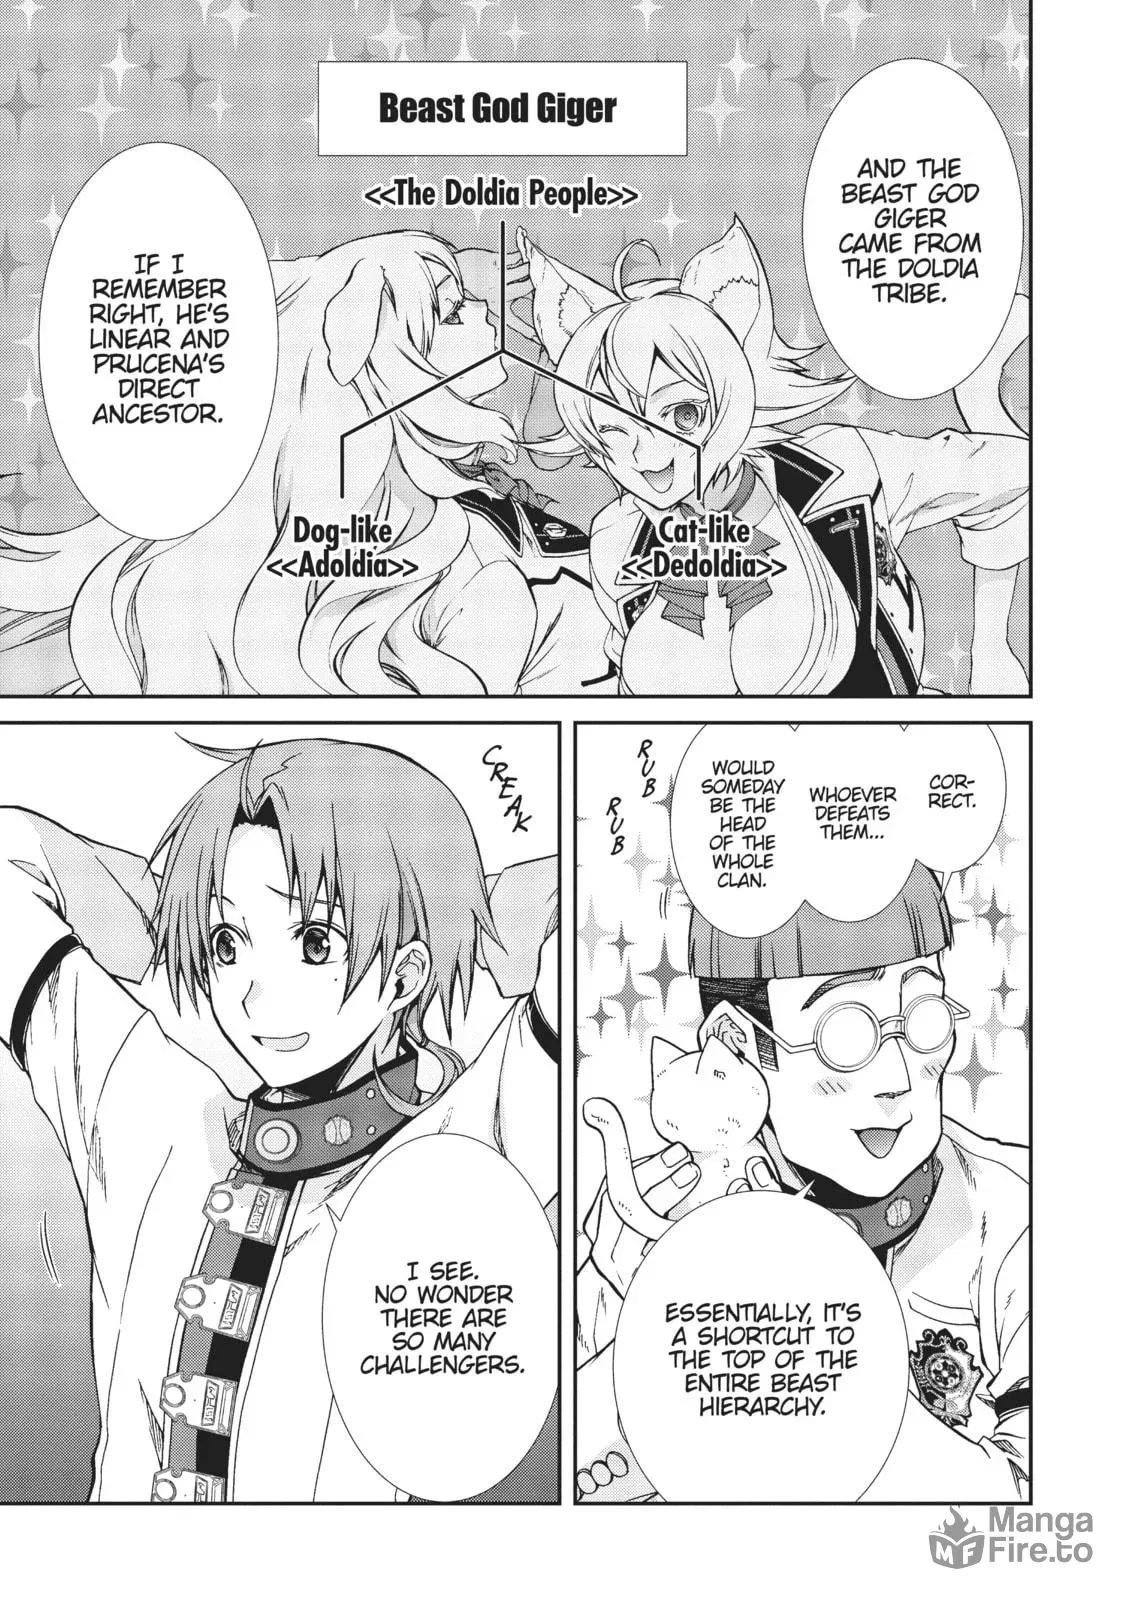 Beast God Giger
<<The Doldia People>>
AND THE
BEAST GOD
GIGER
CAME FROM
THE DOLDIA
TRIBE.
IF I
REMEMBER
RIGHT, HE'S
LINEAR AND
PRUCENA'S
DIRECT
ANCESTOR.
Dog-like
<<Adoldia>>
Cat-like
<<Dedoldia>>
COR-
RECT.
WHOEVER
DEFEATS
THEM...
WOULD
SOMEDAY
BE THE
HEAD
OF THE
WHOLE
CLAN.
RUB
RUB
ESSENTIALLY, IT'S
A SHORTCUT TO
THE TOP OF THE
ENTIRE BEAST
HIERARCHY.
CREAK
I SEE.
NO WONDER
THERE ARE
SO MANY
CHALLENGERS.
MF
Manga
Fire.to